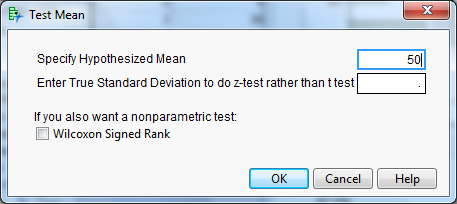 Test Mean
Specify Hypothesized Mean 50
Enter True Standard Deviation to do z-test rather than t test .
If you also want a nonparametric test:
Wilcoxon Signed Rank
OK Cancel Help